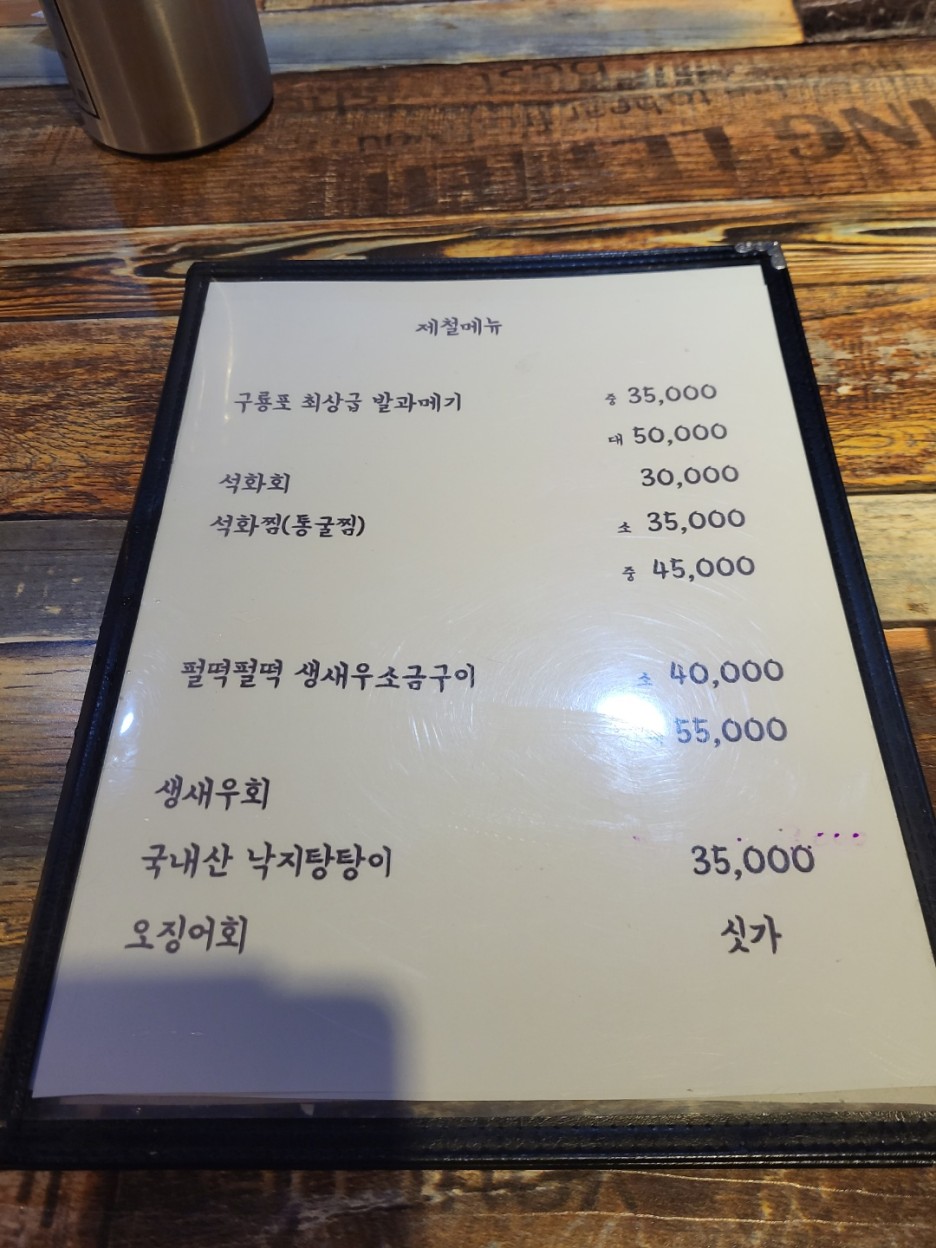 제철메뉴
구룡포 최상급 발과메기 중 35,000
대 50,000
석화회 30,000
석화찜(통굴찜) 소 35,000
중 45,000
펄떡펄떡 생새우소금구이 소 40,000
55,000
생새우회
국내산 낙지탕탕이 35,000
오징어회 싯가